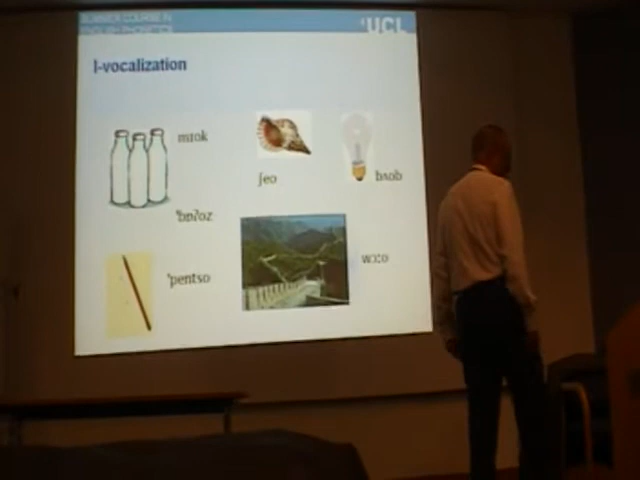 SUMMER COURSE IN
ENGLISH PHONETICS
UCL
l-vocalization
mɪok
ʃeo
bʌob
ˈbɒʔoz
ˈpentso
wɔːo